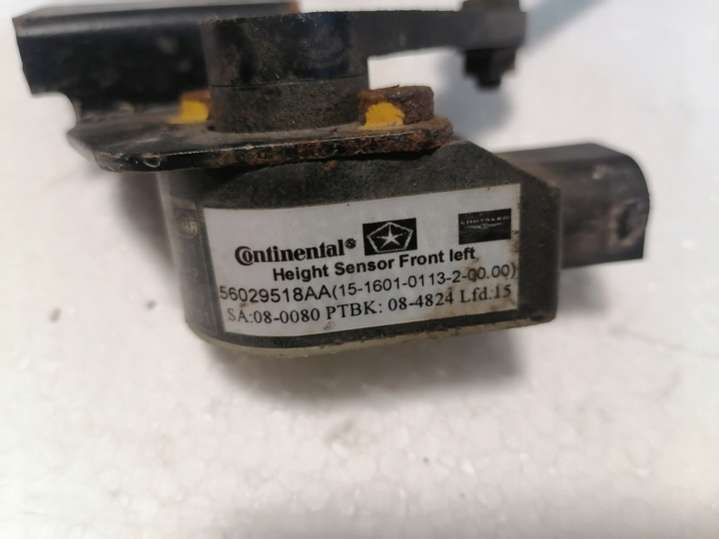 Continental®
Height Sensor Front left
56029518AA(15-1601-0113-2-00.00)
SA:08-0080 PTBK: 08-4824 Lfd:15